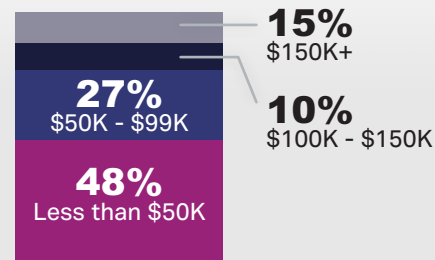 15%
$150K+
10%
$100K - $150K
27%
$50K - $99K
48%
Less than $50K